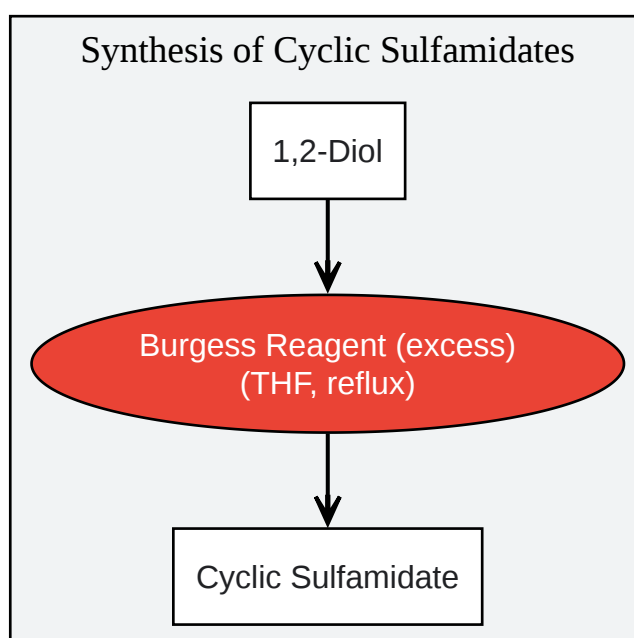 Synthesis of Cyclic Sulfamidates
1,2-Diol
Burgess Reagent (excess)
(THF, reflux)
Cyclic Sulfamidate